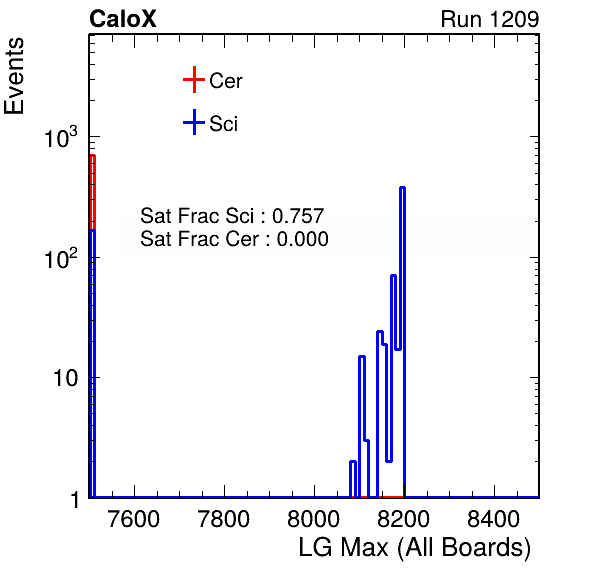 CaloX Run 1209
Events
Cer
Sci
Sat Frac Sci : 0.757
Sat Frac Cer : 0.000
10³
10²
10
1
7600 7800 8000 8200 8400
LG Max (All Boards)